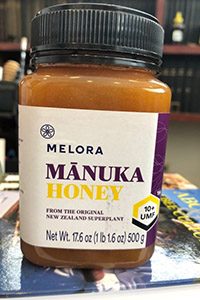 MELORA
MĀNUKA
HONEY
FROM THE ORIGINAL
NEW ZEALAND SUPERPLANT
10+
UMF
Net Wt. 17.6 oz (1 lb 1.6 oz) 500 g